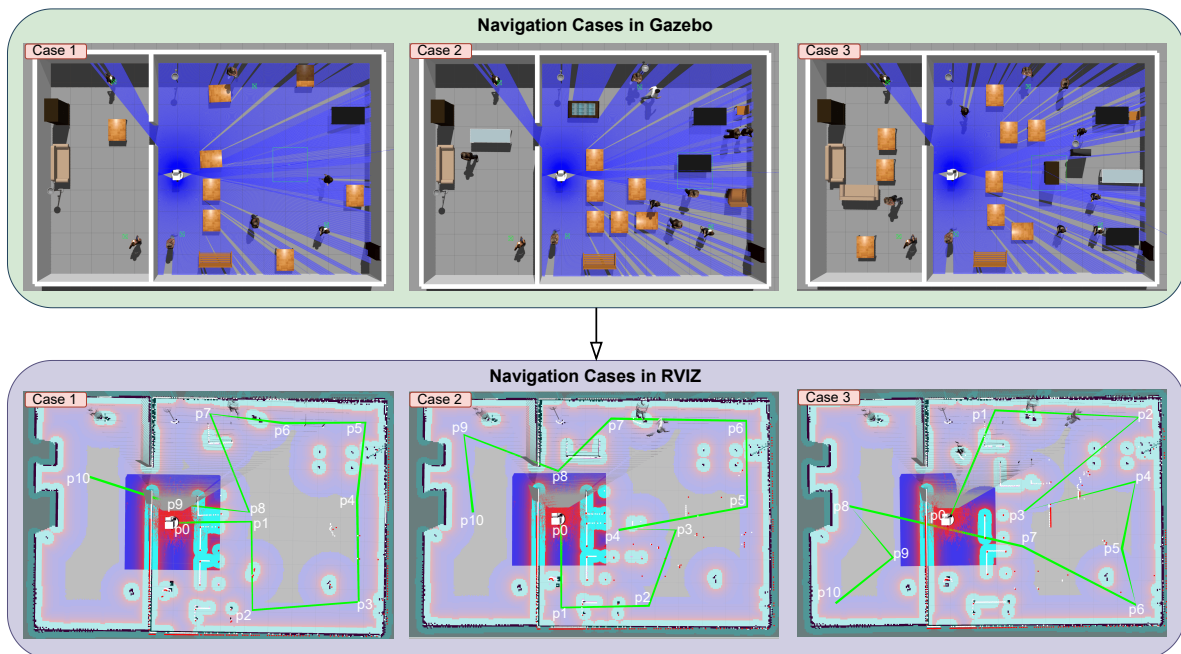 Navigation Cases in Gazebo
Case 1
Case 2
Case 3
Navigation Cases in RVIZ
Case 1
p7
p6
p5
p10
p9
p8
p4
p0
p1
p2
p3
Case 2
p9
p7
p6
p8
p10
p5
p0
p4
p3
p1
p2
Case 3
p1
p2
p4
p8
p0
p3
p7
p9
p5
p10
p6